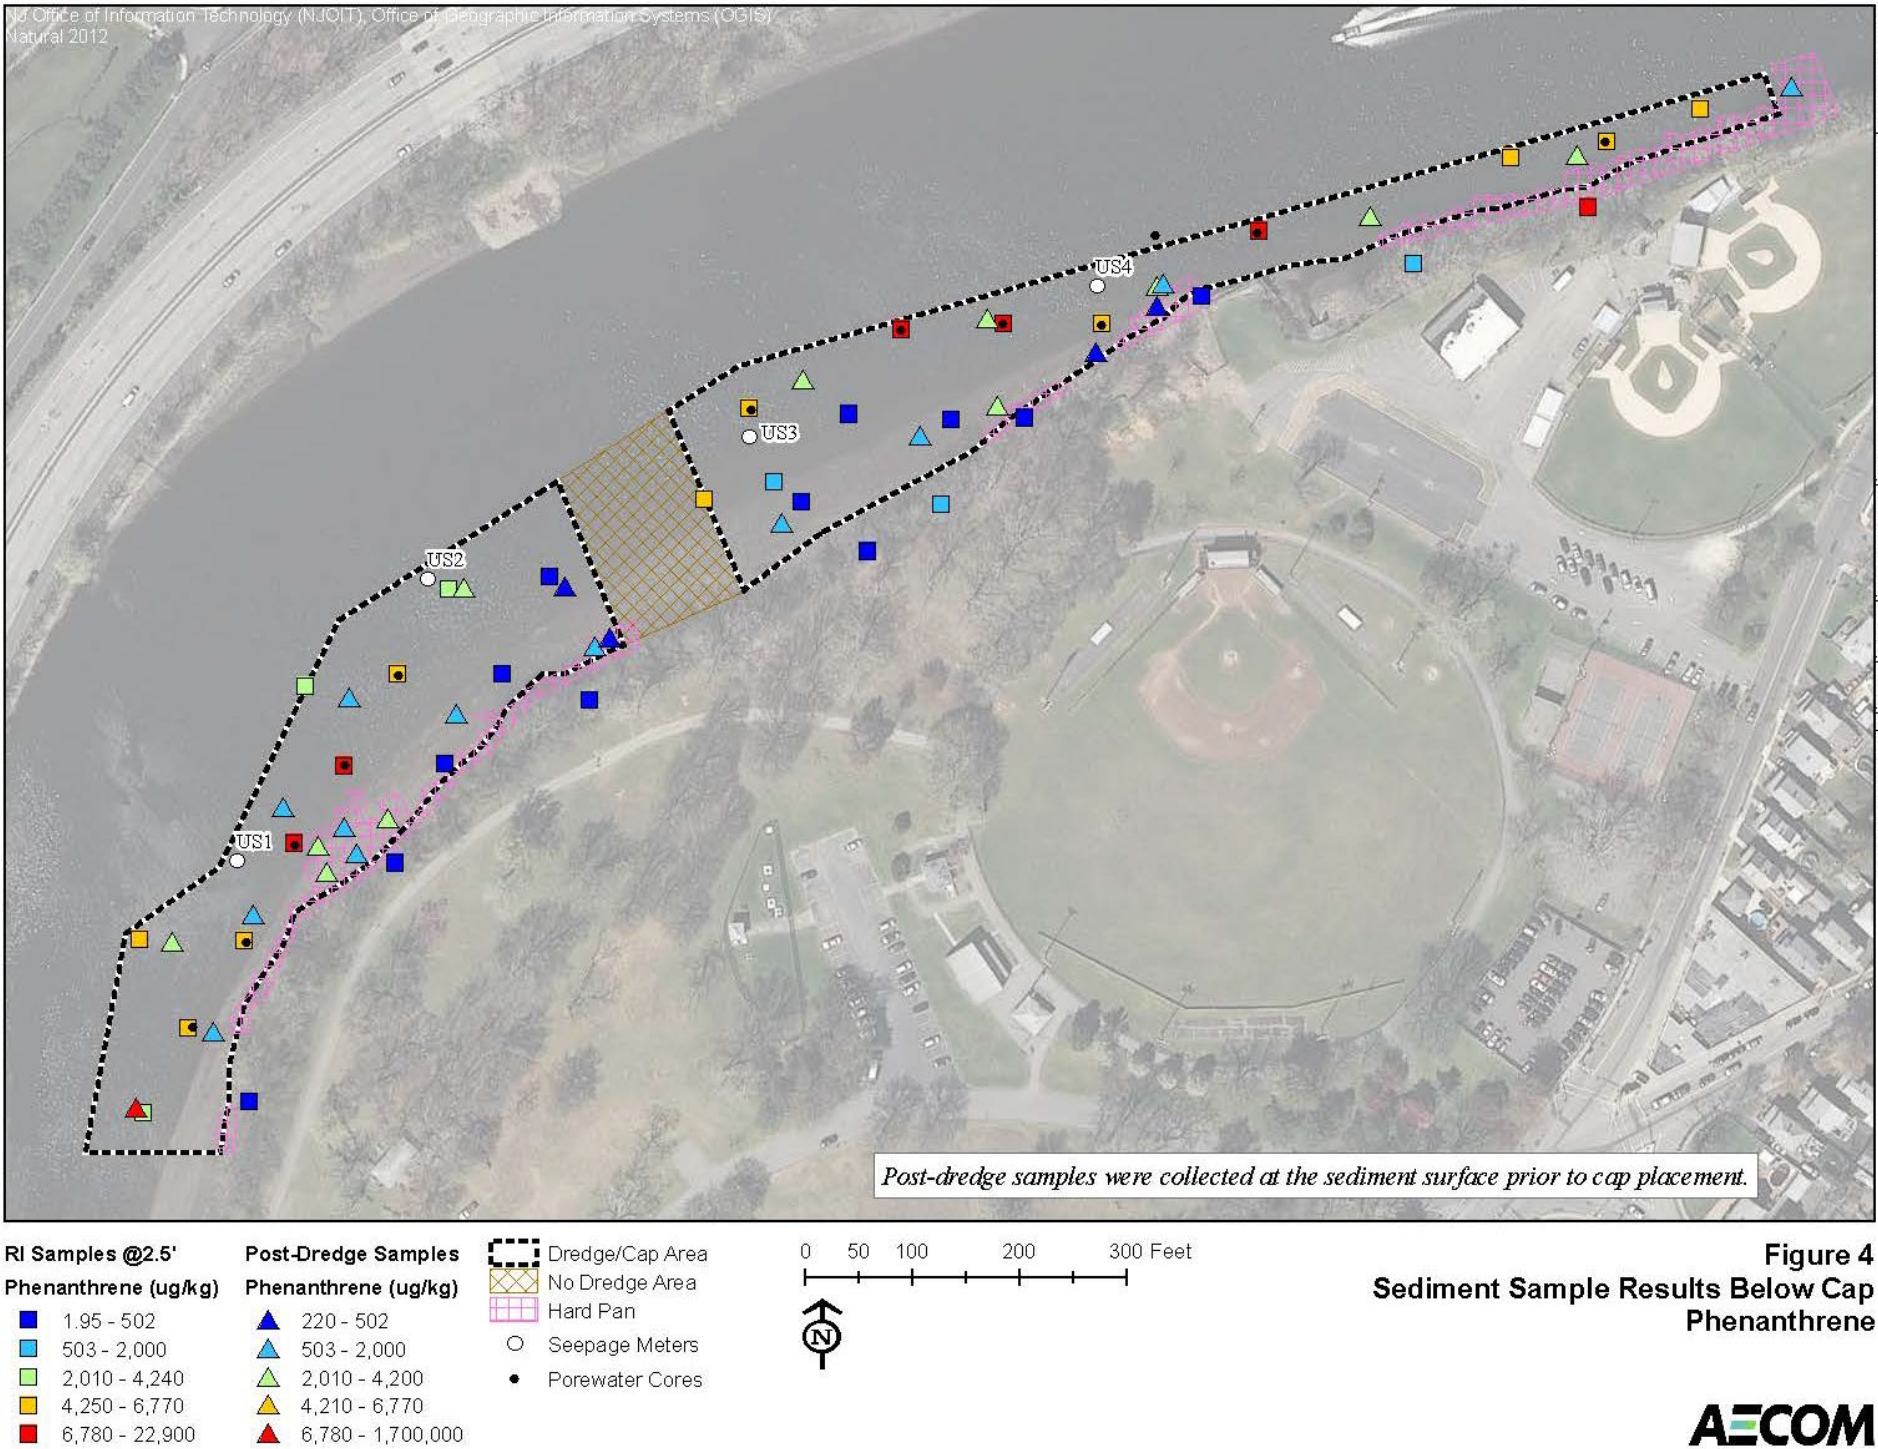 NJ Office of Information Technology (NJOIT), Office of Geographic Information Systems (OGIS)
Natural 2012
US4
US3
US2
US1
Post-dredge samples were collected at the sediment surface prior to cap placement.
RI Samples @2.5'
Phenanthrene (ug/kg)
1.95 - 502
503 - 2,000
2,010 - 4,240
4,250 - 6,770
6,780 - 22,900
Post-Dredge Samples
Phenanthrene (ug/kg)
220 - 502
503 - 2,000
2,010 - 4,200
4,210 - 6,770
6,780 - 1,700,000
Dredge/Cap Area
No Dredge Area
Hard Pan
Seepage Meters
Porewater Cores
0 50 100 200 300 Feet
N
Figure 4
Sediment Sample Results Below Cap
Phenanthrene
AECOM